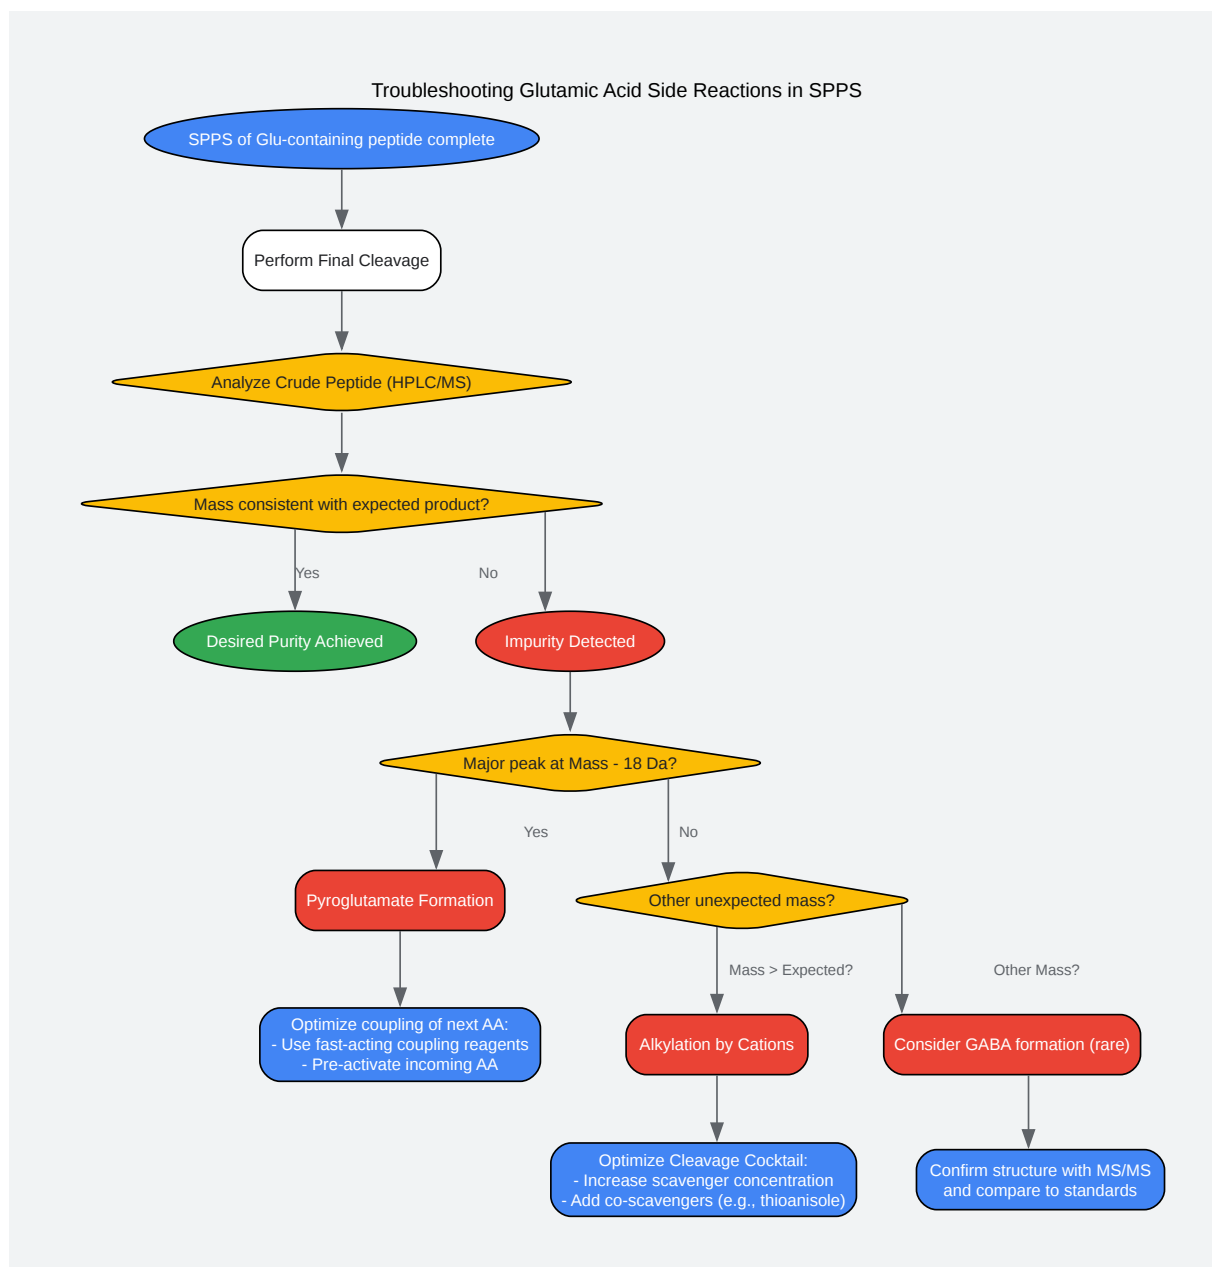 Troubleshooting Glutamic Acid Side Reactions in SPPS
SPPS of Glu-containing peptide complete
Perform Final Cleavage
Analyze Crude Peptide (HPLC/MS)
Mass consistent with expected product?
Yes
No
Desired Purity Achieved
Impurity Detected
Major peak at Mass - 18 Da?
Yes
No
Pyroglutamate Formation
Other unexpected mass?
Mass > Expected?
Other Mass?
Optimize coupling of next AA:
- Use fast-acting coupling reagents
- Pre-activate incoming AA
Alkylation by Cations
Consider GABA formation (rare)
Optimize Cleavage Cocktail:
- Increase scavenger concentration
- Add co-scavengers (e.g., thioanisole)
Confirm structure with MS/MS
and compare to standards